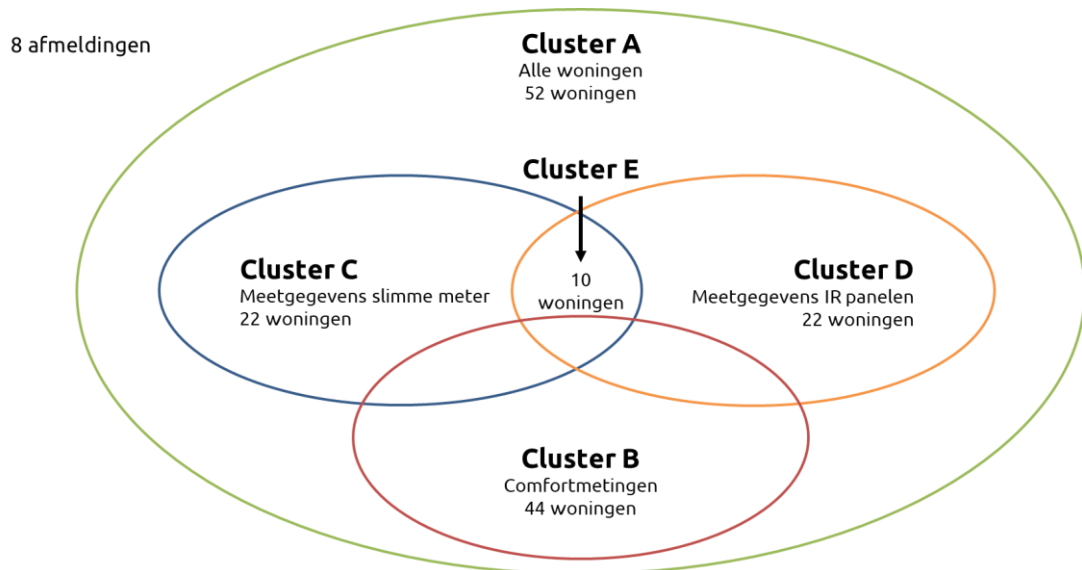 8 afmeldingen
Cluster A
Alle woningen
52 woningen
Cluster E
10
woningen
Cluster C
Meetgegevens slimme meter
22 woningen
Cluster D
Meetgegevens IR panelen
22 woningen
Cluster B
Comfortmetingen
44 woningen